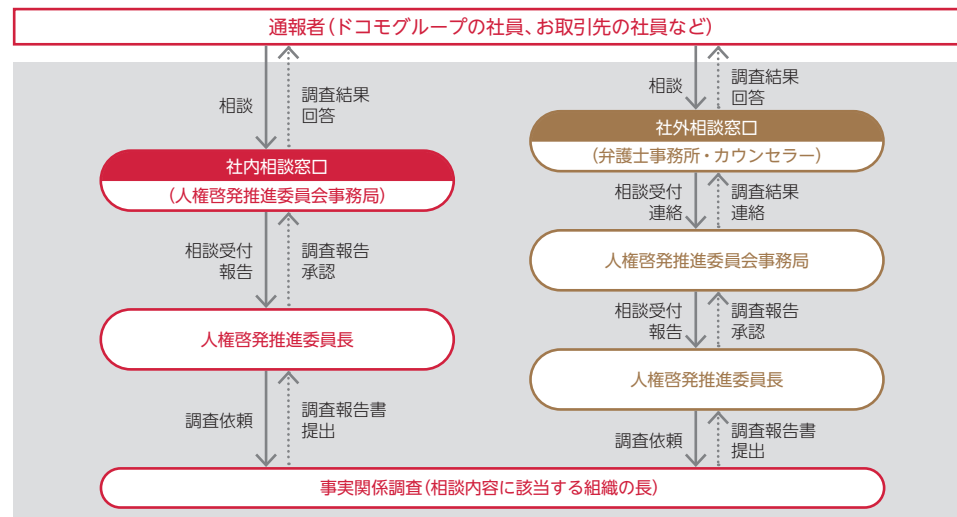 通報者(ドコモグループの社員、お取引先の社員など)
相談
調査結果
回答
社内相談窓口
(人権啓発推進委員会事務局)
相談受付
報告
調査報告
承認
人権啓発推進委員長
調査依頼
調査報告書
提出
相談
調査結果
回答
社外相談窓口
(弁護士事務所・カウンセラー)
相談受付
連絡
調査結果
連絡
人権啓発推進委員会事務局
相談受付
報告
調査報告
承認
人権啓発推進委員長
調査依頼
調査報告書
提出
事実関係調査(相談内容に該当する組織の長)